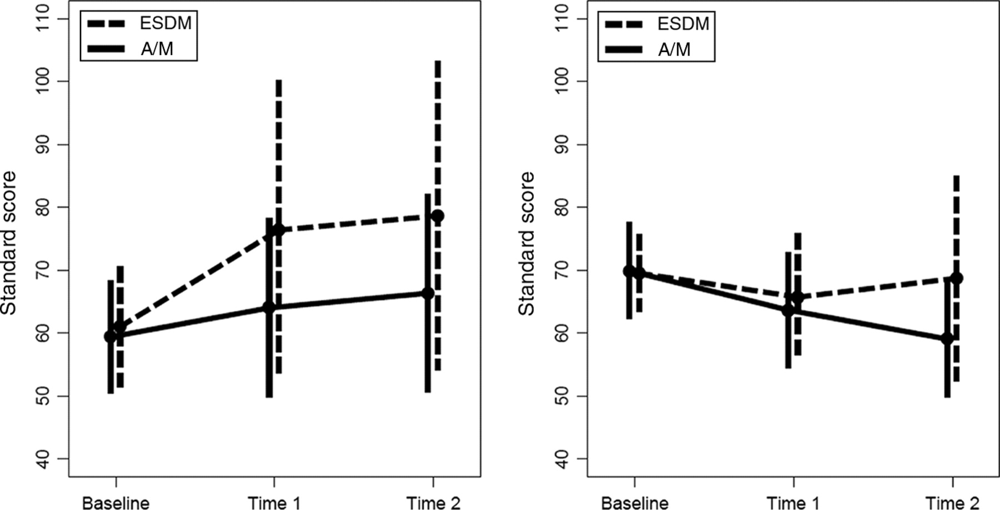 ESDM
A/M
110
100
90
80
70
60
50
40
Standard score
Baseline
Time 1
Time 2
ESDM
A/M
110
100
90
80
70
60
50
40
Standard score
Baseline
Time 1
Time 2